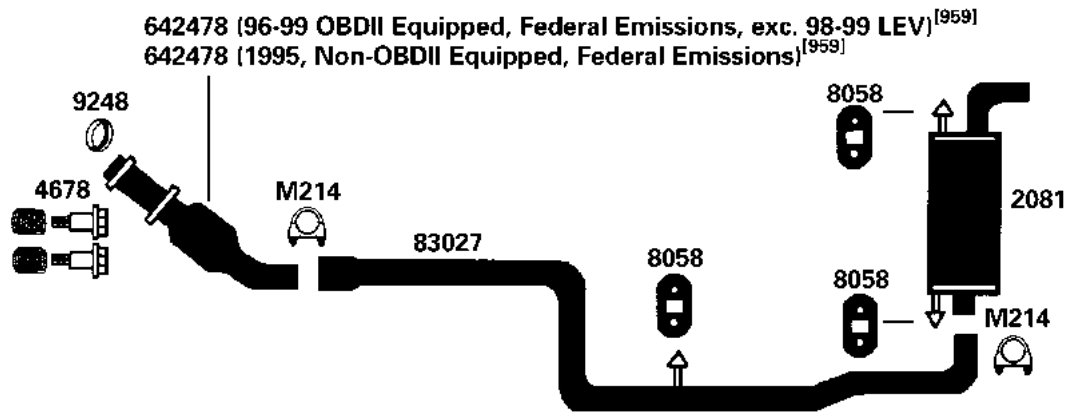 642478 (96-99 OBDII Equipped, Federal Emissions, exc. 98-99 LEV)[959]
642478 (1995, Non-OBDII Equipped, Federal Emissions)[959]
9248
8058
4678
M214
2081
83027
8058
8058
M214